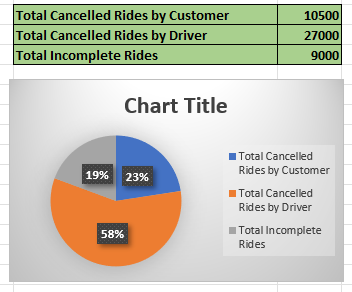 Total Cancelled Rides by Customer 10500
Total Cancelled Rides by Driver 27000
Total Incomplete Rides 9000
Chart Title
19%
23%
58%
Total Cancelled
Rides by Customer
Total Cancelled
Rides by Driver
Total Incomplete
Rides